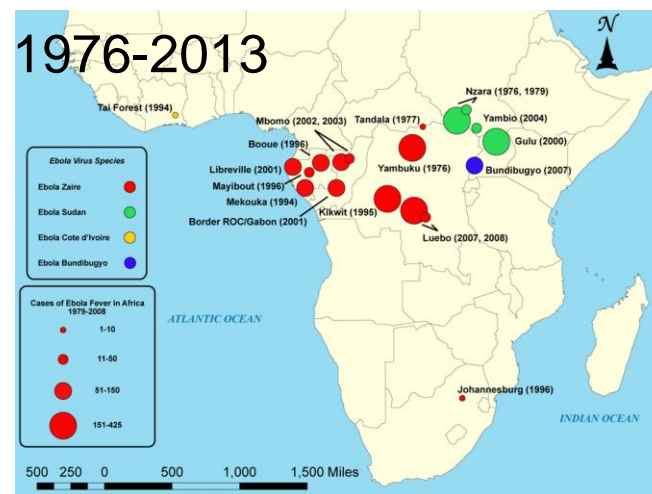 1976-2013
N
Nzara (1976, 1979)
Tai Forest (1994)
Tandala (1977)
Yambio (2004)
Mbomo (2002, 2003)
Gulu (2000)
Booue (1996)
Yambuku (1976)
Bundibugyo (2007)
Libreville (2001)
Mayibout (1996)
Mekouka (1994)
Kikwit (1995)
Border ROC/Gabon (2001)
Luebo (2007, 2008)
Ebola Virus Species
Ebola Zaire
Ebola Sudan
Ebola Cote d'Ivoire
Ebola Bundibugyo
Cases of Ebola Fever in Africa
1979-2008
1-10
11-50
51-150
151-425
ATLANTIC OCEAN
Johannesburg (1996)
INDIAN OCEAN
500 250 0 500 1,000 1,500 Miles